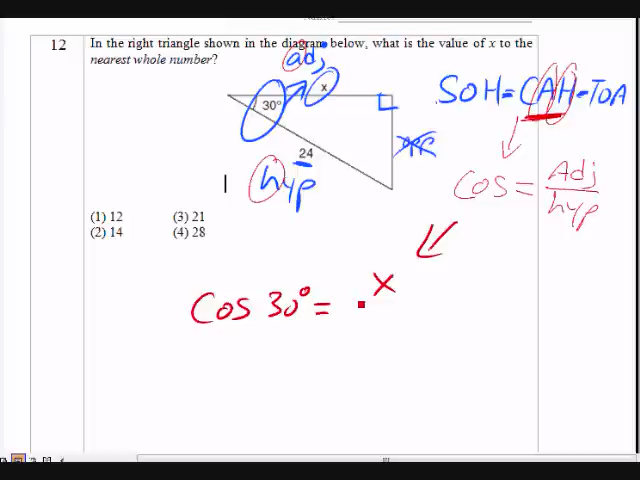 12 In the right triangle shown in the diagram below, what is the value of x to the
nearest whole number?
adj
x
30°
SOH=CAH-TOA
24
hyp
COS = Adj
hyp
(1) 12 (3) 21
(2) 14 (4) 28
Cos 30° = x